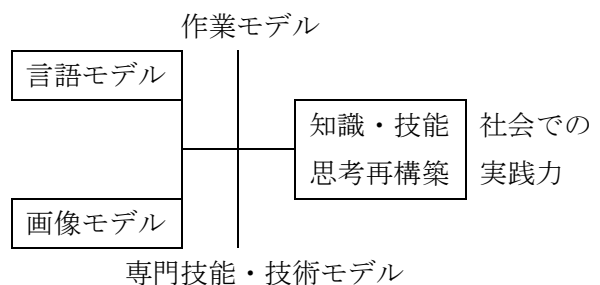 作業モデル
言語モデル
知識・技能 社会での
思考再構築 実践力
画像モデル
専門技能・技術モデル